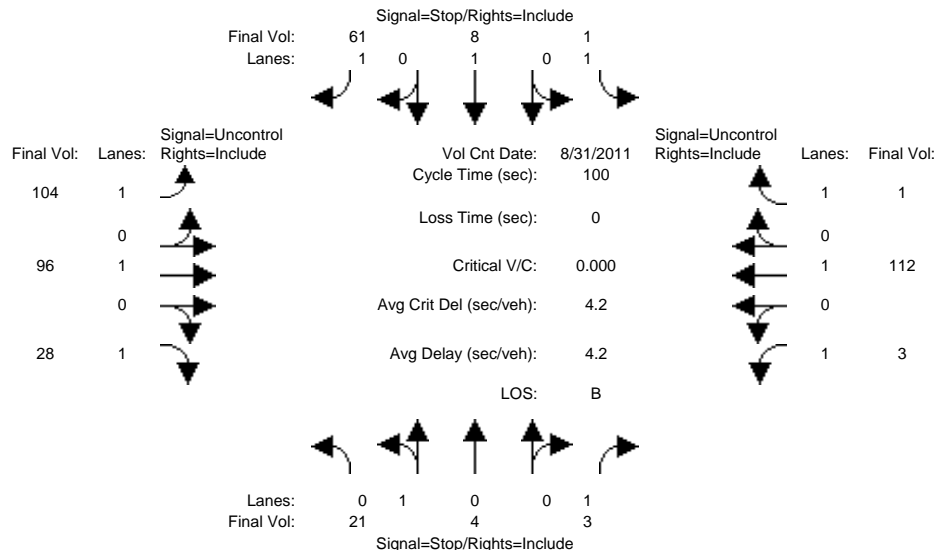 Signal=Stop/Rights=Include
Final Vol: 61 8 1
Lanes: 1 0 1 0 1
Signal=Uncontrol
Final Vol: Lanes: Rights=Include
Vol Cnt Date: 8/31/2011
Signal=Uncontrol
Rights=Include Lanes: Final Vol:
Cycle Time (sec): 100
104 1
1 1
Loss Time (sec): 0
0
0
96 1
Critical V/C: 0.000
1 112
0
Avg Crit Del (sec/veh): 4.2
0
28 1
Avg Delay (sec/veh): 4.2
1 3
LOS: B
Lanes: 0 1 0 0 1
Final Vol: 21 4 3
Signal=Stop/Rights=Include